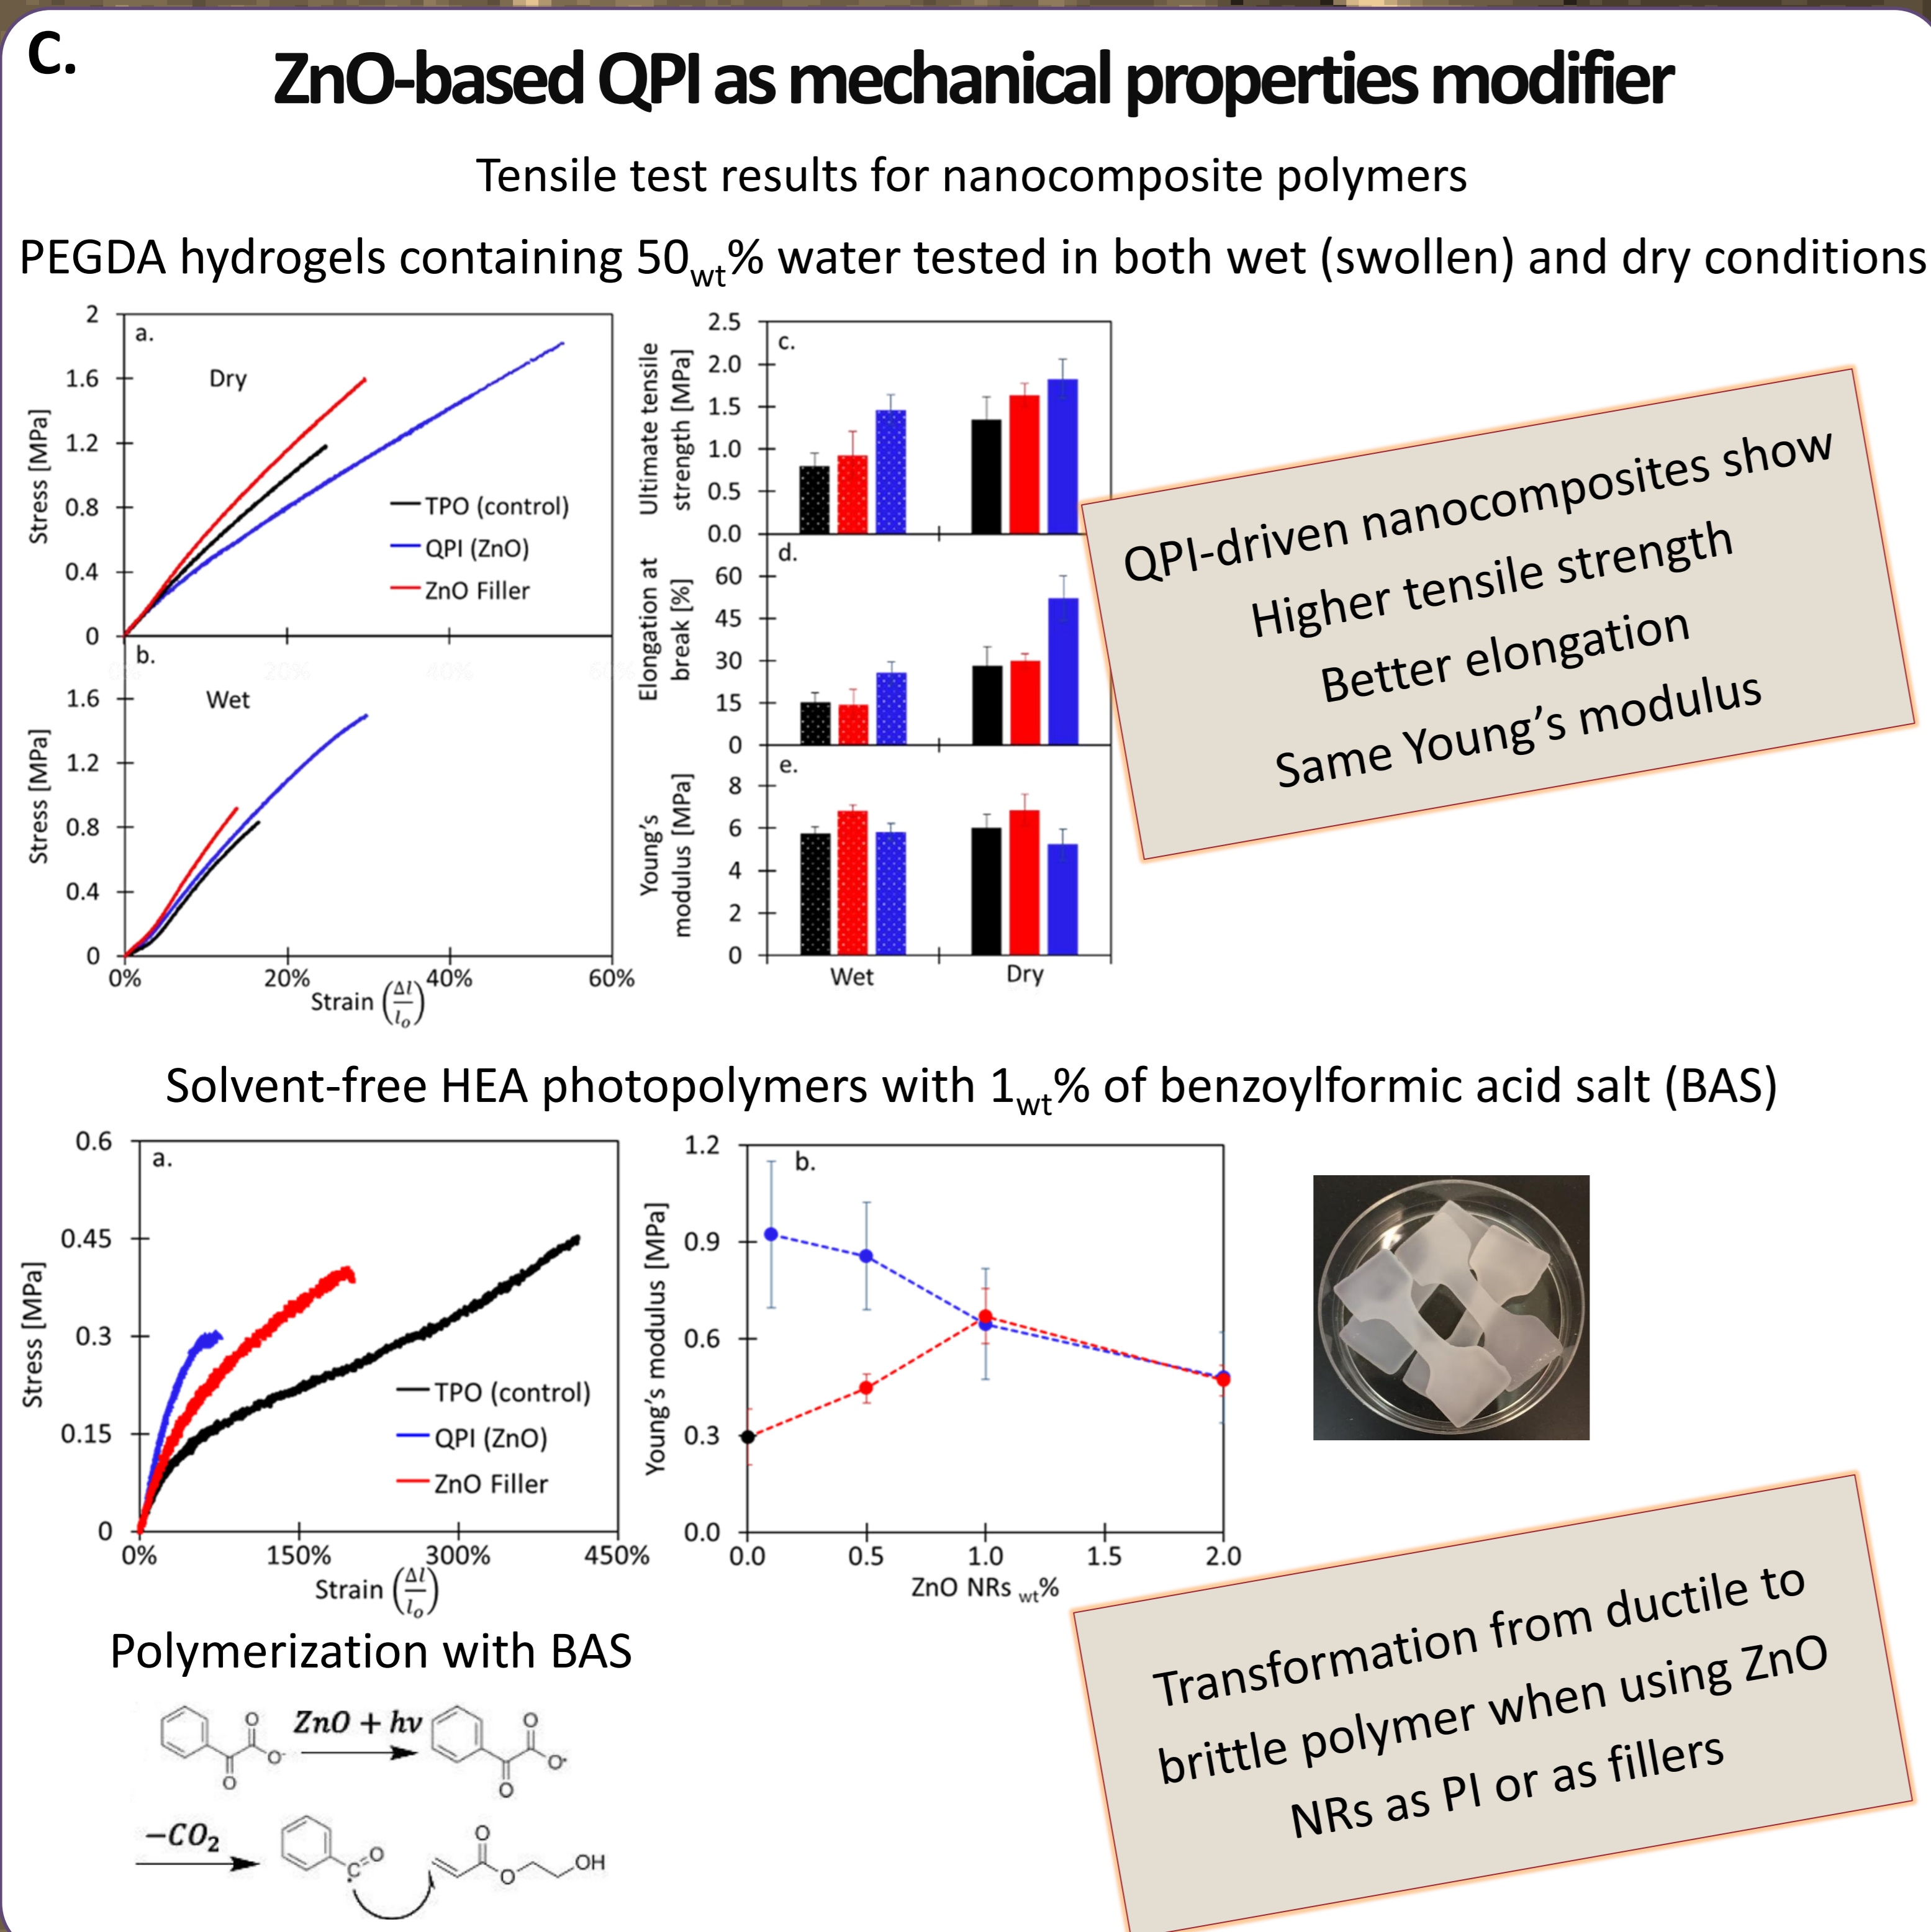 C.
ZnO-based QPI as mechanical properties modifier
Tensile test results for nanocomposite polymers
PEGDA hydrogels containing 50wt% water tested in both wet (swollen) and dry conditions
a.
Dry
Stress [MPa]
2
1.6
1.2
0.8
0.4
0
TPO (control)
QPI (ZnO)
ZnO Filler
0% 20% 40% 60%
b.
Wet
Stress [MPa]
1.6
1.2
0.8
0.4
0
0% 20% 40% 60%
Strain (Δl/lo)
c.
Ultimate tensile
strength [MPa]
2.5
2.0
1.5
1.0
0.5
0.0
d.
Elongation at
break [%]
60
45
30
15
0
e.
Young's
modulus [MPa]
8
6
4
2
0
Wet Dry
QPI-driven nanocomposites show
Higher tensile strength
Better elongation
Same Young's modulus
Solvent-free HEA photopolymers with 1wt% of benzoylformic acid salt (BAS)
a.
Stress [MPa]
0.6
0.45
0.3
0.15
0
TPO (control)
QPI (ZnO)
ZnO Filler
0% 150% 300% 450%
Strain (Δl/lo)
b.
Young's modulus [MPa]
1.2
0.9
0.6
0.3
0.0
0.0 0.5 1.0 1.5 2.0
ZnO NRs wt%
Polymerization with BAS
O
O-
O
ZnO + hν
O
O•
O
−CO2
C
O
O
O
OH
Transformation from ductile to
brittle polymer when using ZnO
NRs as PI or as fillers